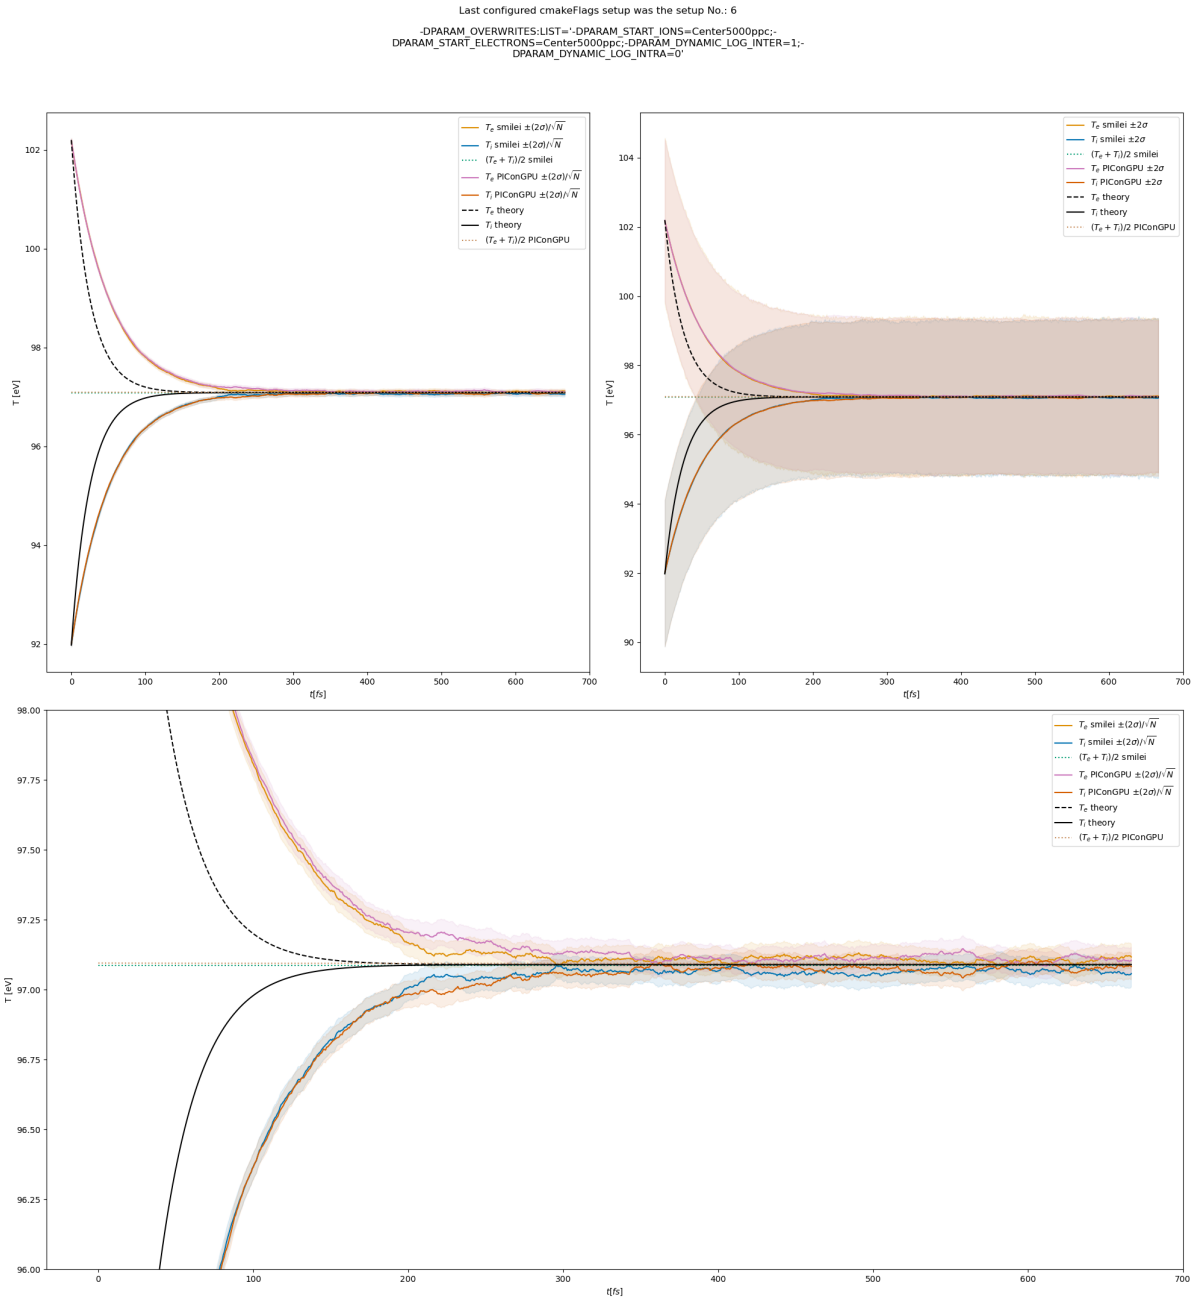 Last configured cmakeFlags setup was the setup No.: 6
-DPARAM_OVERWRITES:LIST='-DPARAM_START_IONS=Center5000ppc;-
DPARAM_START_ELECTRONS=Center5000ppc;-DPARAM_DYNAMIC_LOG_INTER=1;-
DPARAM_DYNAMIC_LOG_INTRA=0'
T [eV]
102
100
98
96
94
92
0 100 200 300 400 500 600 700
t[fs]
T_e smilei ±(2σ)/√N
T_i smilei ±(2σ)/√N
(T_e + T_i)/2 smilei
T_e PIConGPU ±(2σ)/√N
T_i PIConGPU ±(2σ)/√N
T_e theory
T_i theory
(T_e + T_i)/2 PIConGPU
T [eV]
104
102
100
98
96
94
92
90
0 100 200 300 400 500 600 700
t[fs]
T_e smilei ±2σ
T_i smilei ±2σ
(T_e + T_i)/2 smilei
T_e PIConGPU ±2σ
T_i PIConGPU ±2σ
T_e theory
T_i theory
(T_e + T_i)/2 PIConGPU
T [eV]
98.00
97.75
97.50
97.25
97.00
96.75
96.50
96.25
96.00
0 100 200 300 400 500 600 700
t[fs]
T_e smilei ±(2σ)/√N
T_i smilei ±(2σ)/√N
(T_e + T_i)/2 smilei
T_e PIConGPU ±(2σ)/√N
T_i PIConGPU ±(2σ)/√N
T_e theory
T_i theory
(T_e + T_i)/2 PIConGPU